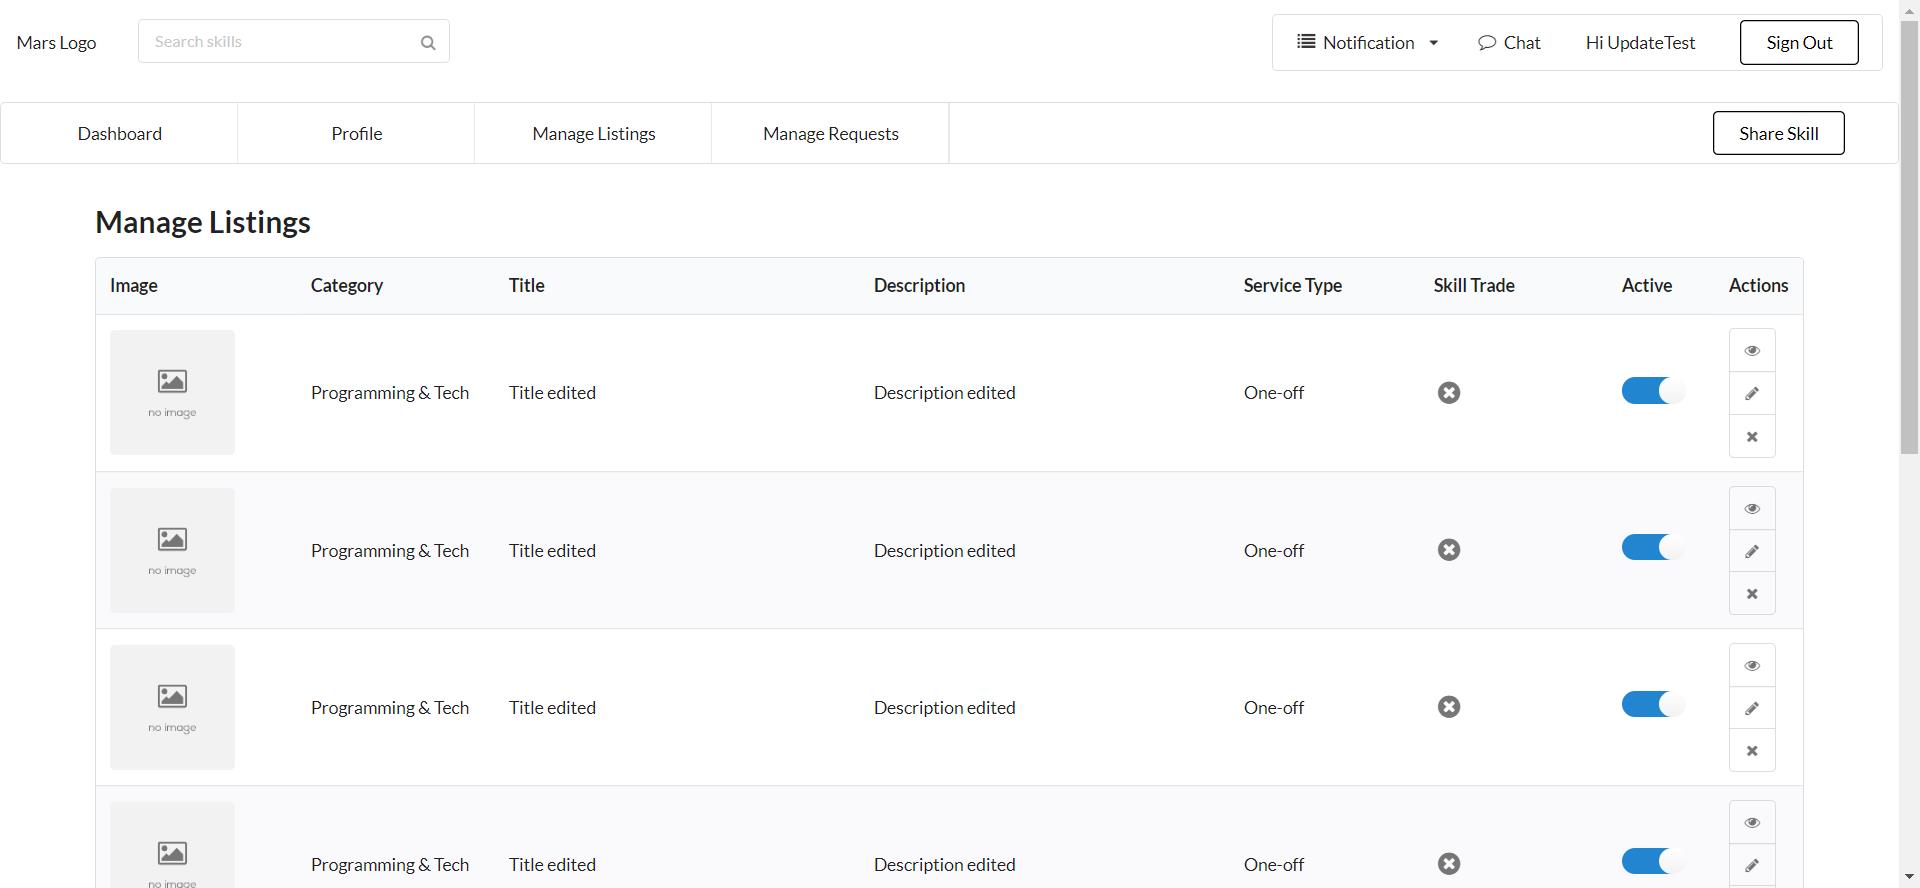 Mars Logo
Search skills
Notification
Chat
Hi UpdateTest
Sign Out
Dashboard
Profile
Manage Listings
Manage Requests
Share Skill
Manage Listings
Image Category Title Description Service Type Skill Trade Active Actions
no image
Programming & Tech Title edited Description edited One-off
no image
Programming & Tech Title edited Description edited One-off
no image
Programming & Tech Title edited Description edited One-off
no image
Programming & Tech Title edited Description edited One-off